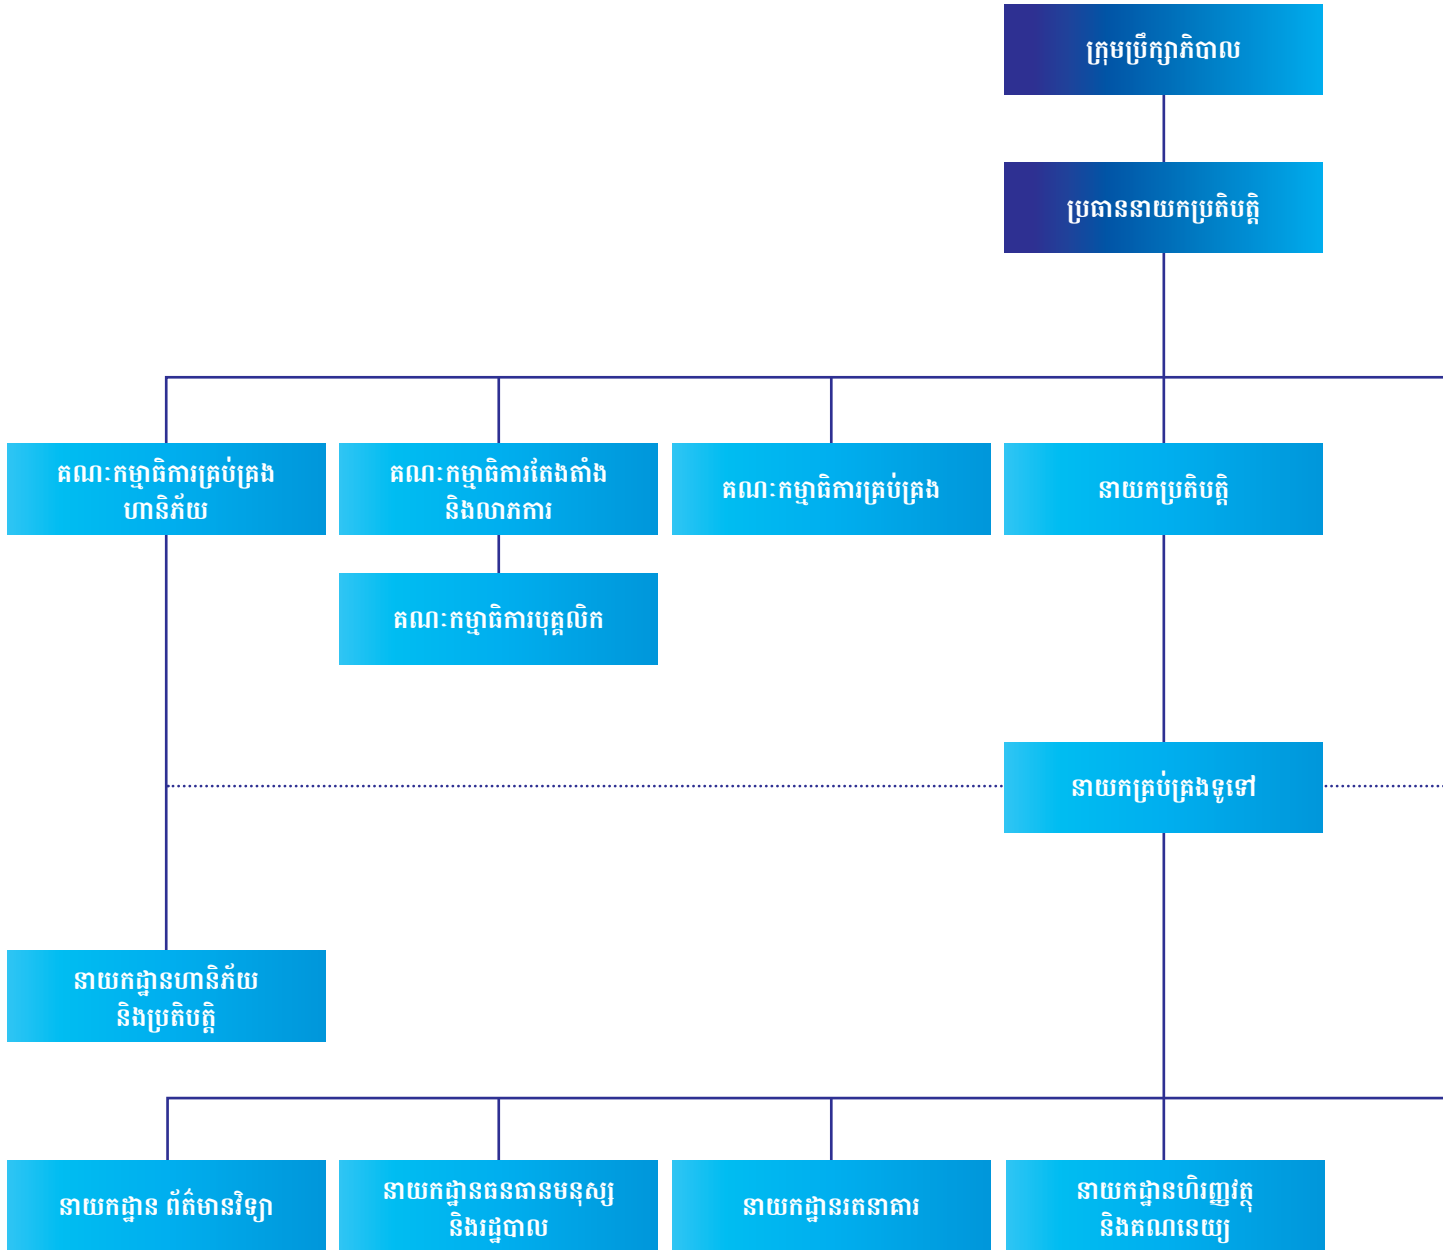 ក្រុមប្រឹក្សាភិបាល
ប្រធាននាយកប្រតិបត្តិ
គណៈកម្មាធិការគ្រប់គ្រង
ហានិភ័យ
គណៈកម្មាធិការតែងតាំង
និងលាភការ
គណៈកម្មាធិការគ្រប់គ្រង
នាយកប្រតិបត្តិ
គណៈកម្មាធិការបុគ្គលិក
នាយកគ្រប់គ្រងទូទៅ
នាយកដ្ឋានហានិភ័យ
និងប្រតិបត្តិ
នាយកដ្ឋាន ព័ត៌មានវិទ្យា
នាយកដ្ឋានធនធានមនុស្ស
និងរដ្ឋបាល
នាយកដ្ឋានរតនាគារ
នាយកដ្ឋានហិរញ្ញវត្ថុ
និងគណនេយ្យ